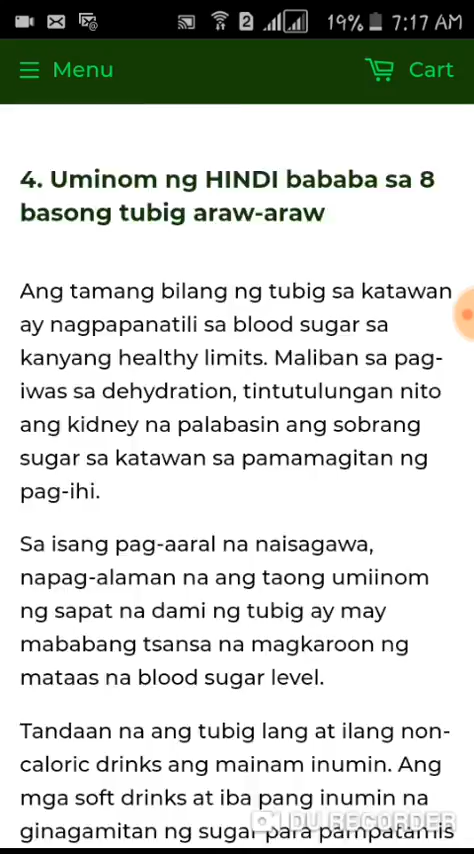 19% 7:17 AM
Menu
Cart
4. Uminom ng HINDI bababa sa 8
basong tubig araw-araw
Ang tamang bilang ng tubig sa katawan
ay nagpapanatili sa blood sugar sa
kanyang healthy limits. Maliban sa pag-
iwas sa dehydration, tintutulungan nito
ang kidney na palabasin ang sobrang
sugar sa katawan sa pamamagitan ng
pag-ihi.
Sa isang pag-aaral na naisagawa,
napag-alaman na ang taong umiinom
ng sapat na dami ng tubig ay may
mababang tsansa na magkaroon ng
mataas na blood sugar level.
Tandaan na ang tubig lang at ilang non-
caloric drinks ang mainam inumin. Ang
mga soft drinks at iba pang inumin na
ginagamitan ng sugar para pampatamis
DU RECORDER